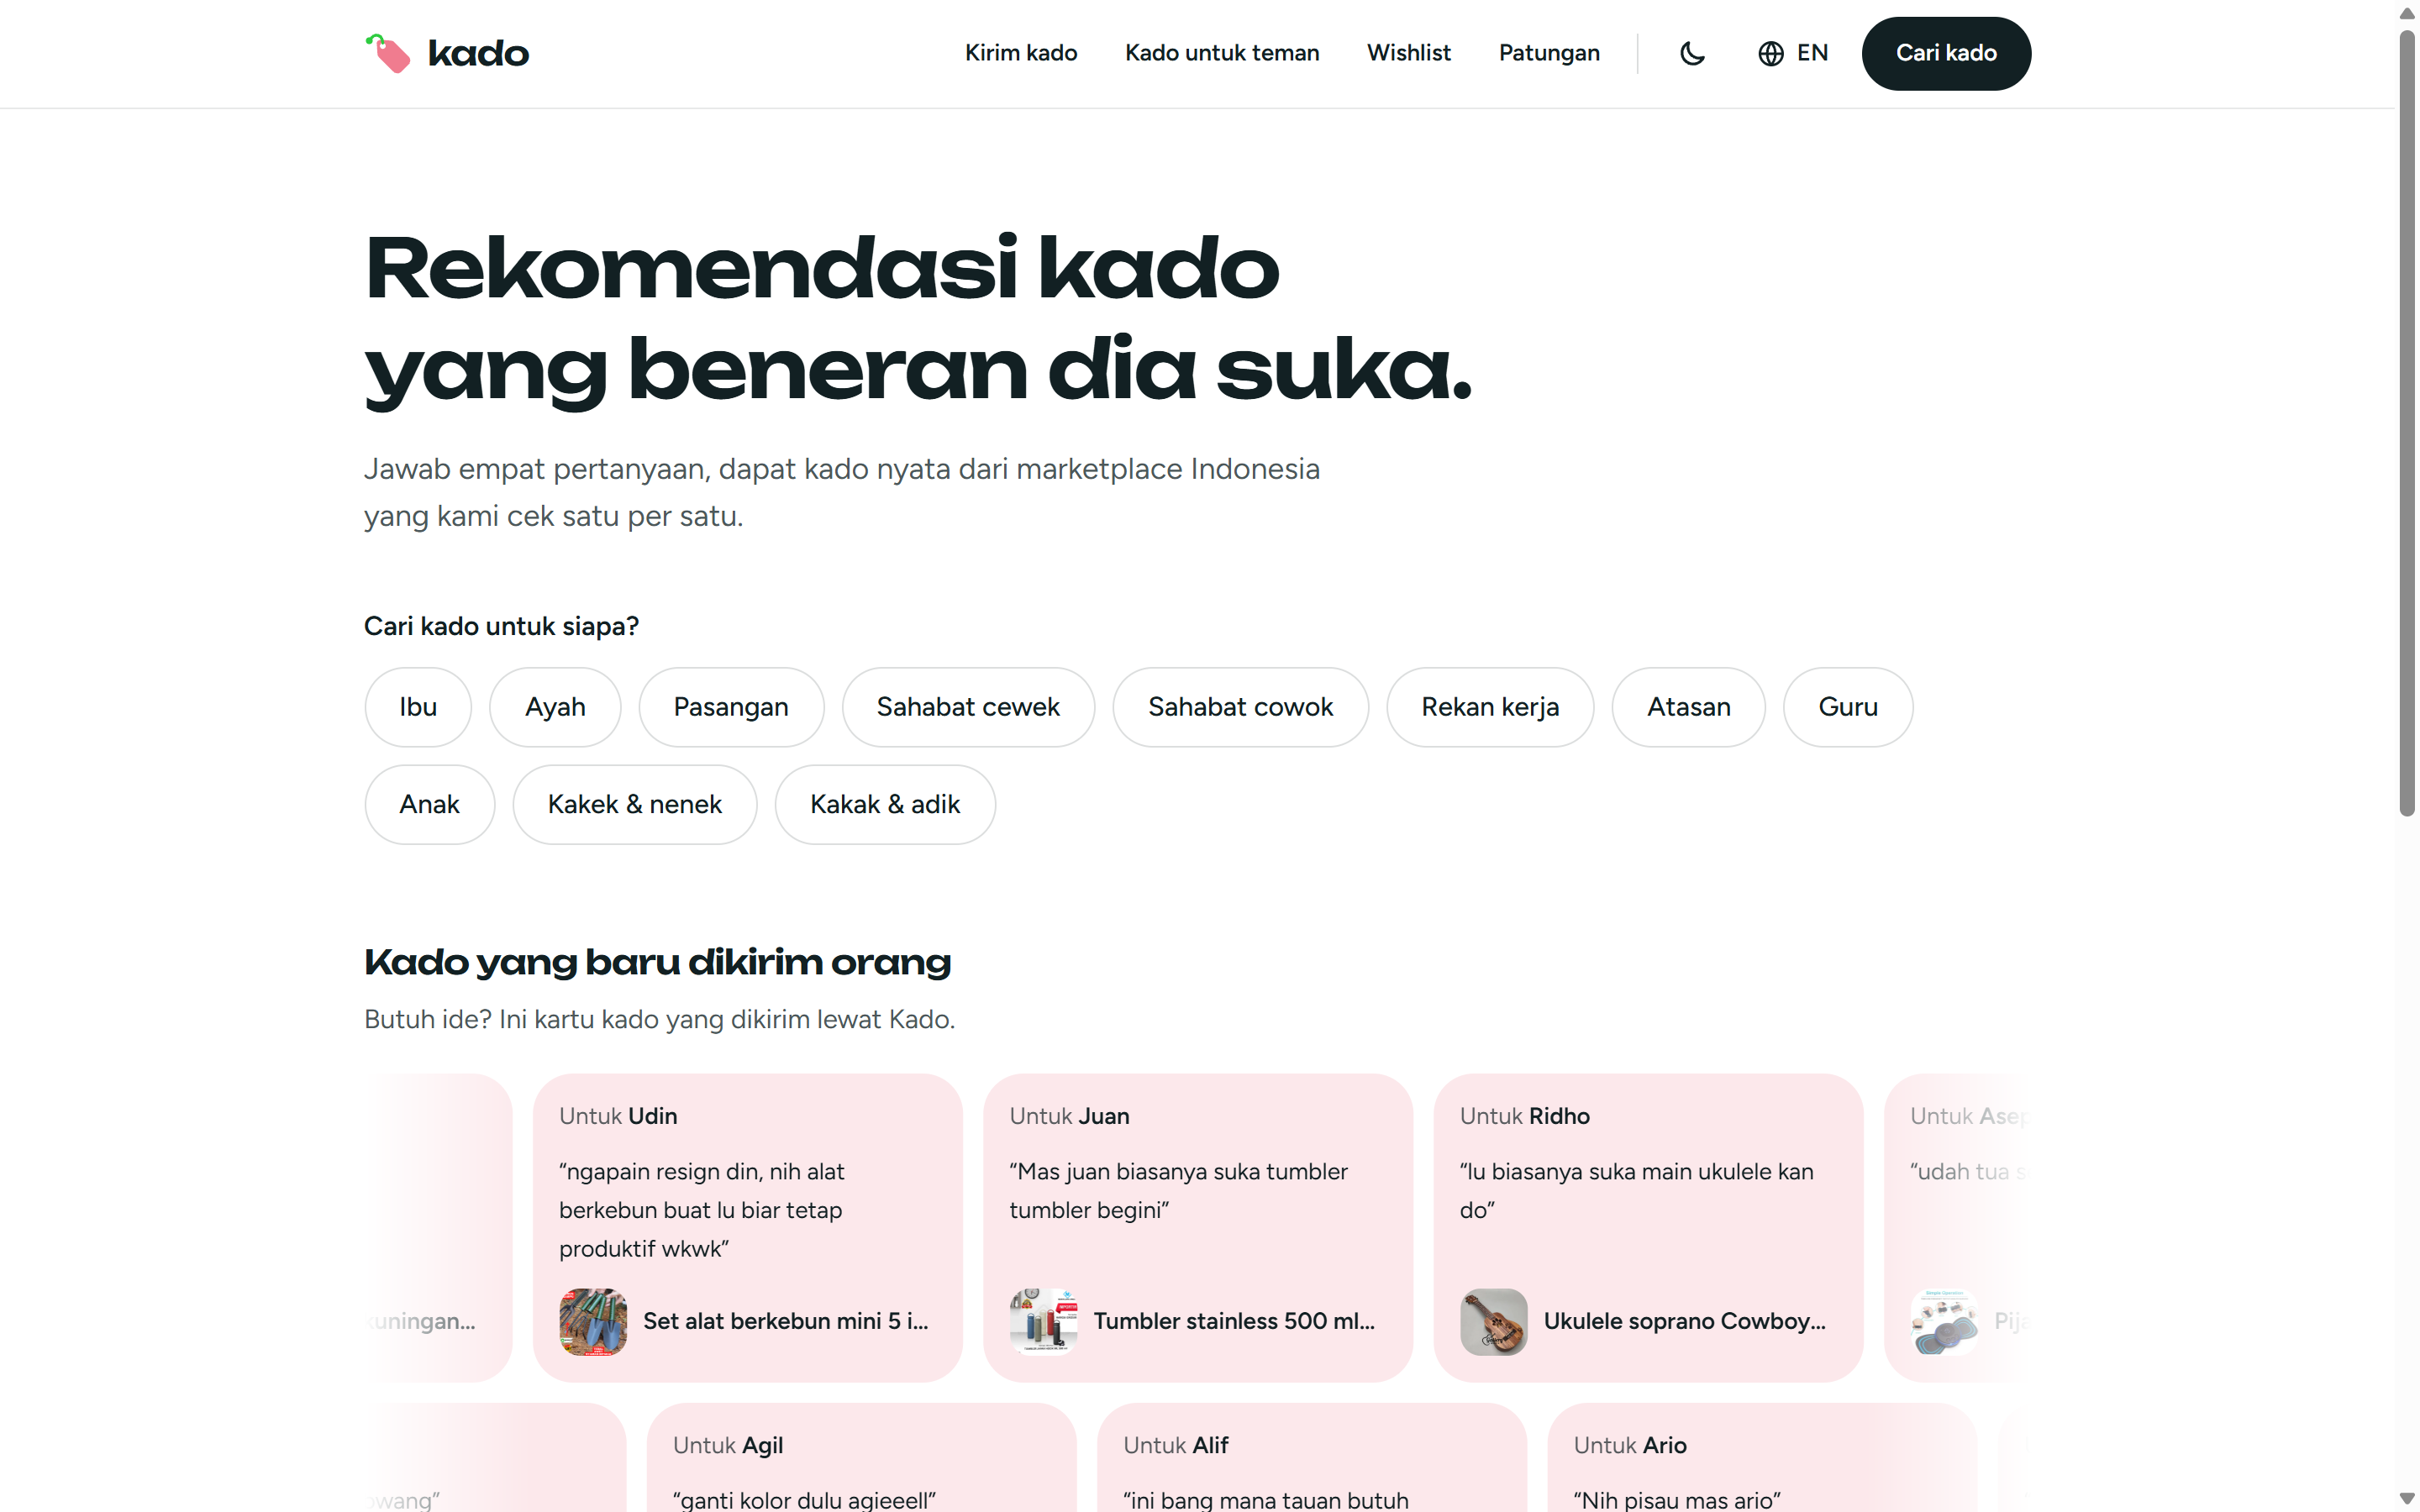 kado
Kirim kado
Kado untuk teman
Wishlist
Patungan
EN
Cari kado
Rekomendasi kado
yang beneran dia suka.
Jawab empat pertanyaan, dapat kado nyata dari marketplace Indonesia
yang kami cek satu per satu.
Cari kado untuk siapa?
Ibu
Ayah
Pasangan
Sahabat cewek
Sahabat cowok
Rekan kerja
Atasan
Guru
Anak
Kakek & nenek
Kakak & adik
Kado yang baru dikirim orang
Butuh ide? Ini kartu kado yang dikirim lewat Kado.
kuningan...
Untuk Udin
“ngapain resign din, nih alat
berkebun buat lu biar tetap
produktif wkwk”
Set alat berkebun mini 5 i...
Untuk Juan
“Mas juan biasanya suka tumbler
tumbler begini”
Tumbler stainless 500 ml...
Untuk Ridho
“lu biasanya suka main ukulele kan
do”
Ukulele soprano Cowboy...
Untuk Asep
“udah tua
Untuk Agil
“ganti kolor dulu agieeell”
Untuk Alif
“ini bang mana tauan butuh
Untuk Ario
“Nih pisau mas ario”